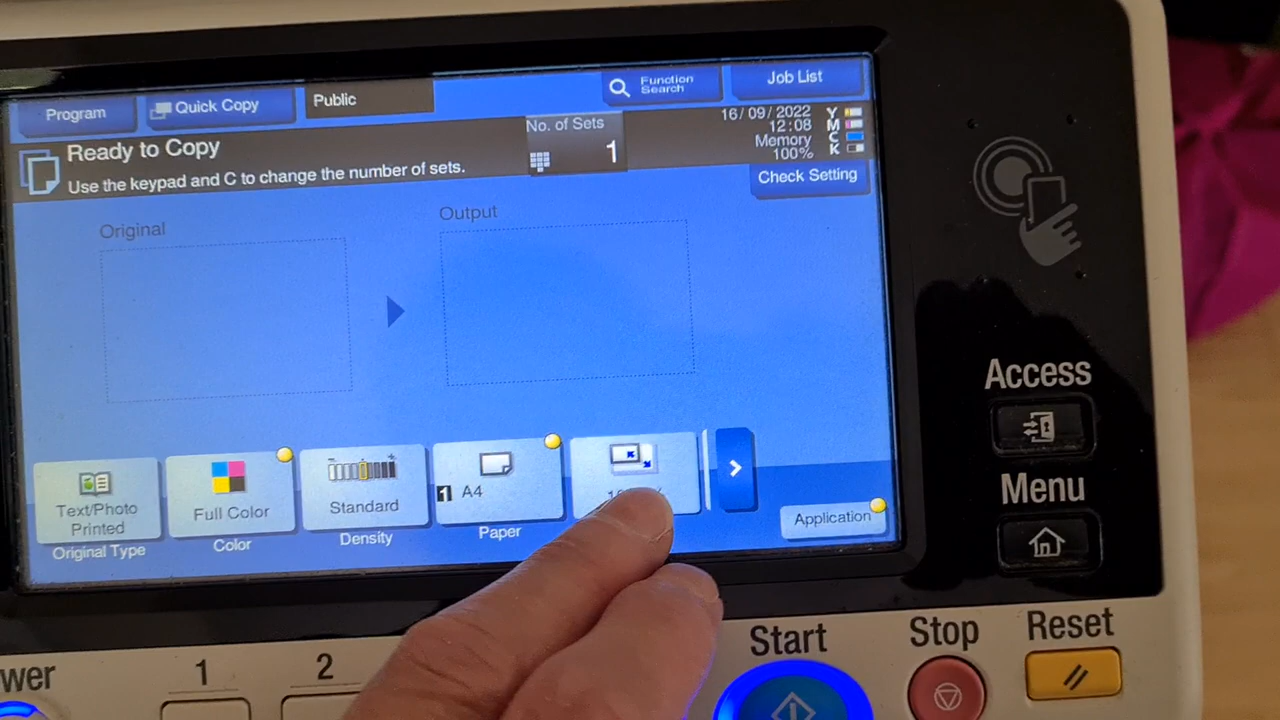 Program
Quick Copy
Public
Function
Search
Job List
Ready to Copy
Use the keypad and C to change the number of sets.
No. of Sets
1
16/09/2022
12:08
Memory
100%
Y
M
C
K
Check Setting
Original
Output
Text/Photo
Printed
Original Type
Full Color
Color
Standard
Density
1 A4
Paper
Application
Access
Menu
Start
Stop
Reset
1
2